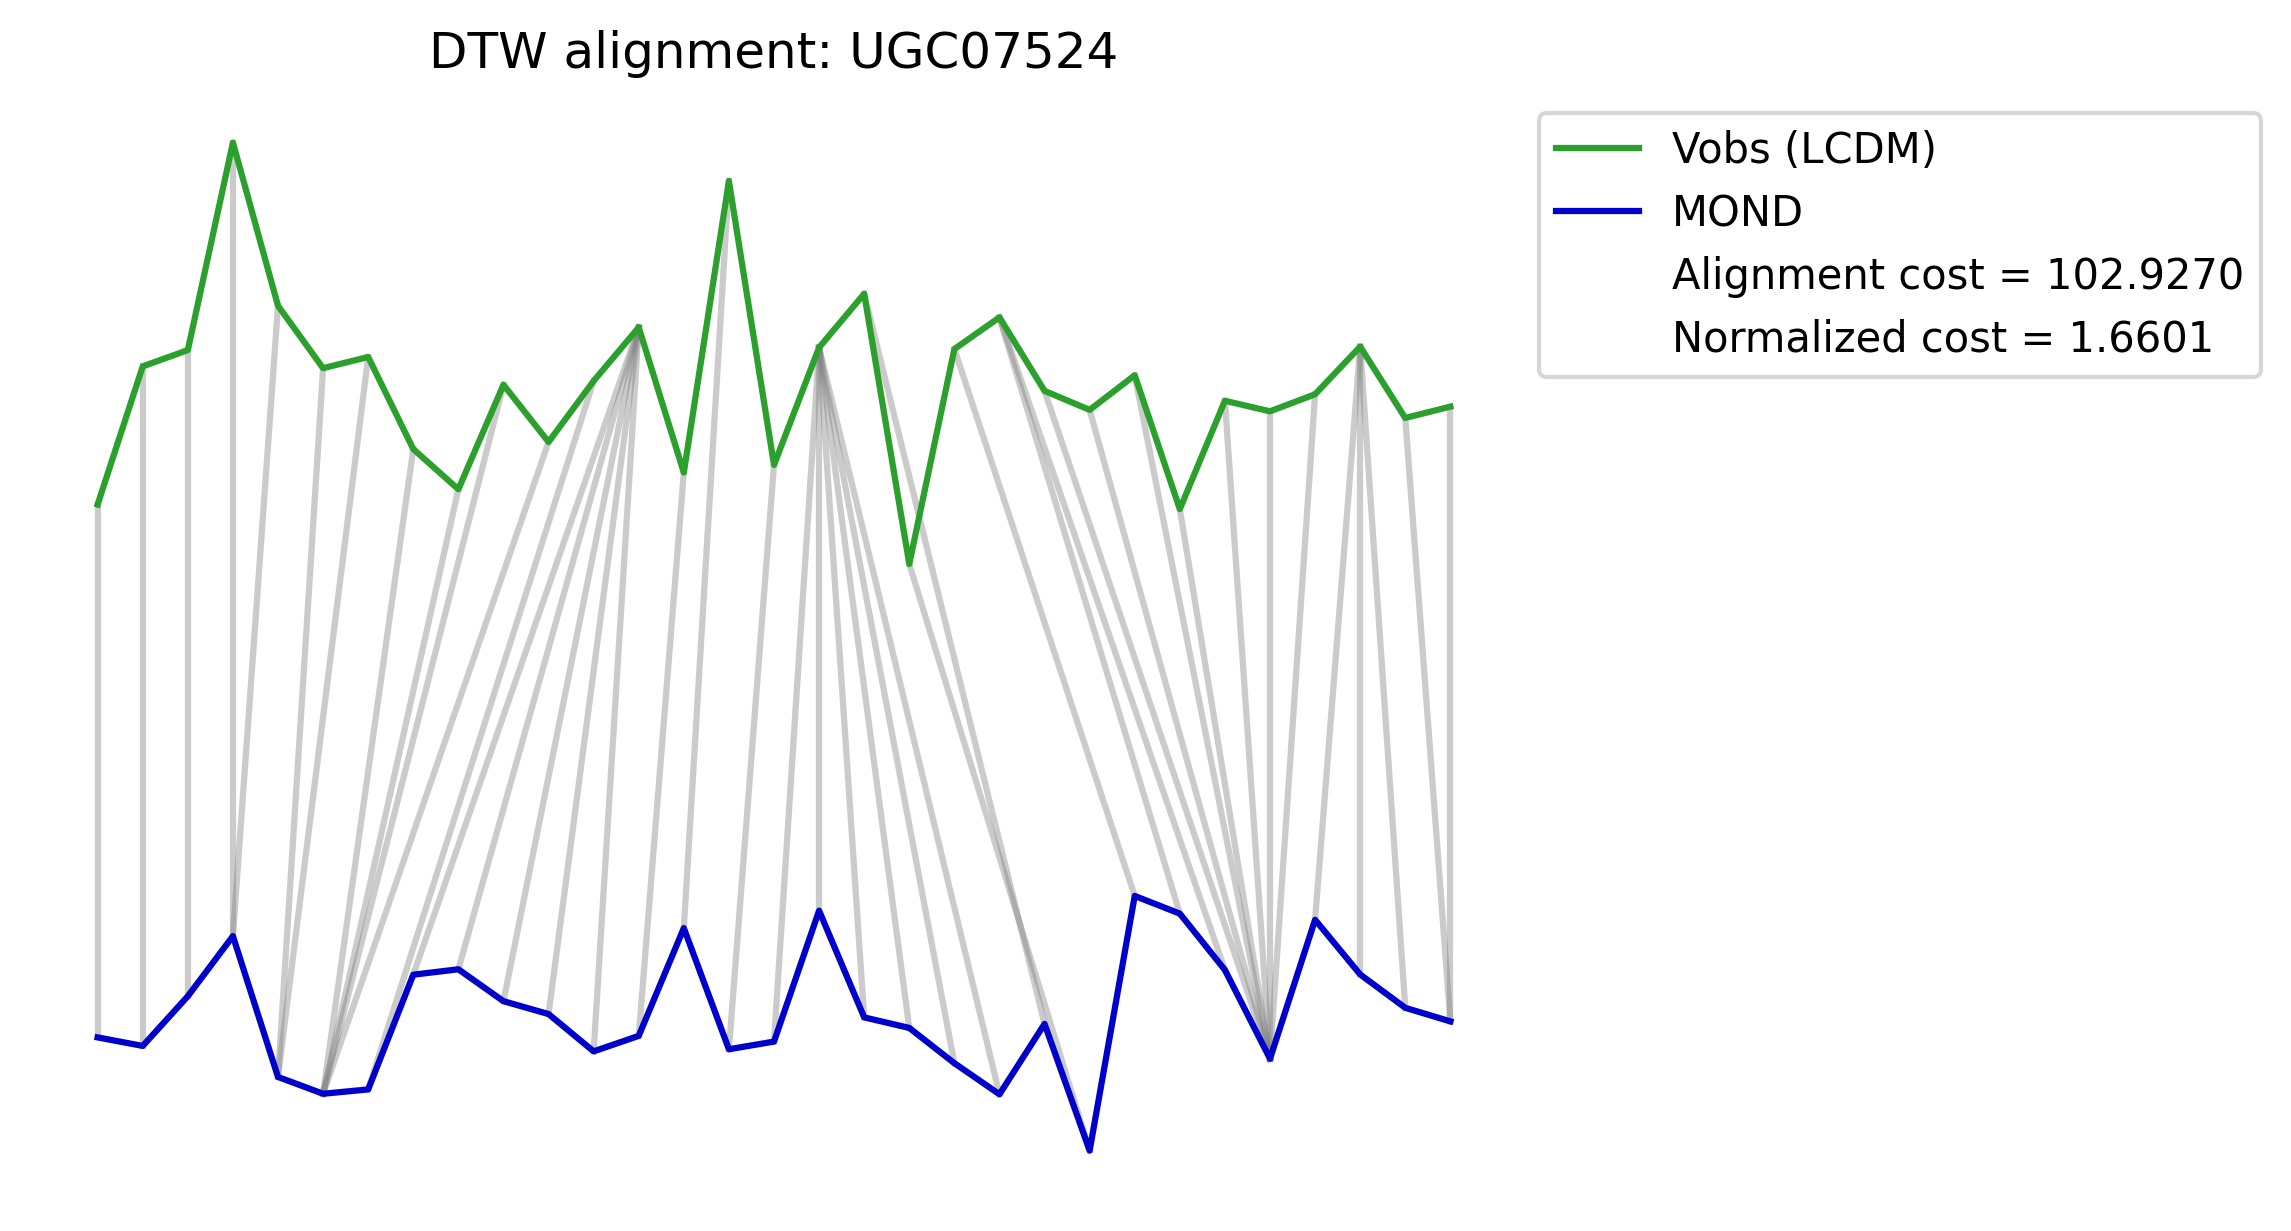 DTW alignment: UGC07524
Vobs (LCDM)
MOND
Alignment cost = 102.9270
Normalized cost = 1.6601